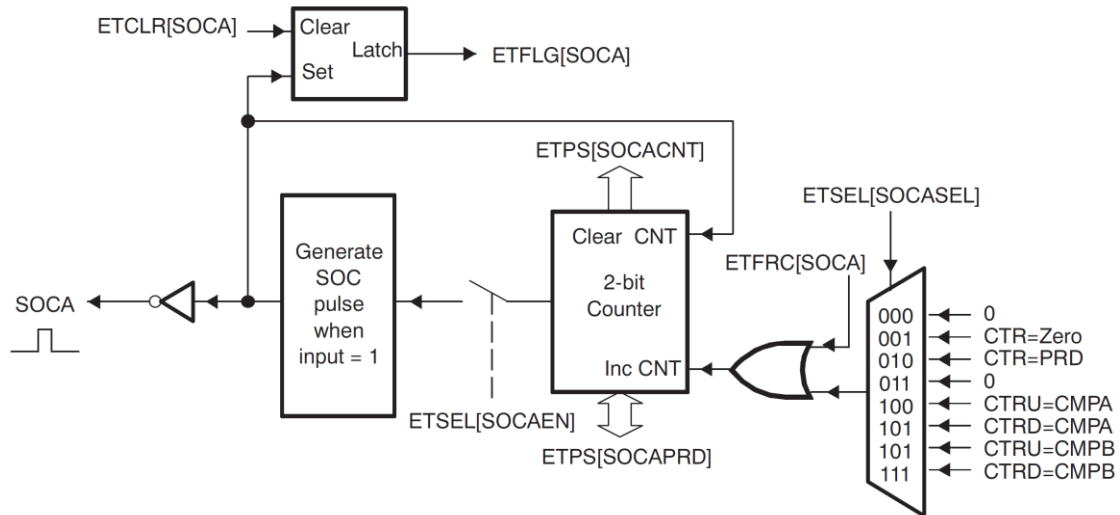 ETCLR[SOCA]
Clear
Latch
Set
ETFLG[SOCA]
ETPS[SOCACNT]
ETSEL[SOCASEL]
Generate
SOC
pulse
when
input = 1
Clear CNT
2-bit
Counter
Inc CNT
ETFRC[SOCA]
SOCA
ETSEL[SOCAEN]
ETPS[SOCAPRD]
000 0
001 CTR=Zero
010 CTR=PRD
011 0
100 CTRU=CMPA
101 CTRD=CMPA
101 CTRU=CMPB
111 CTRD=CMPB